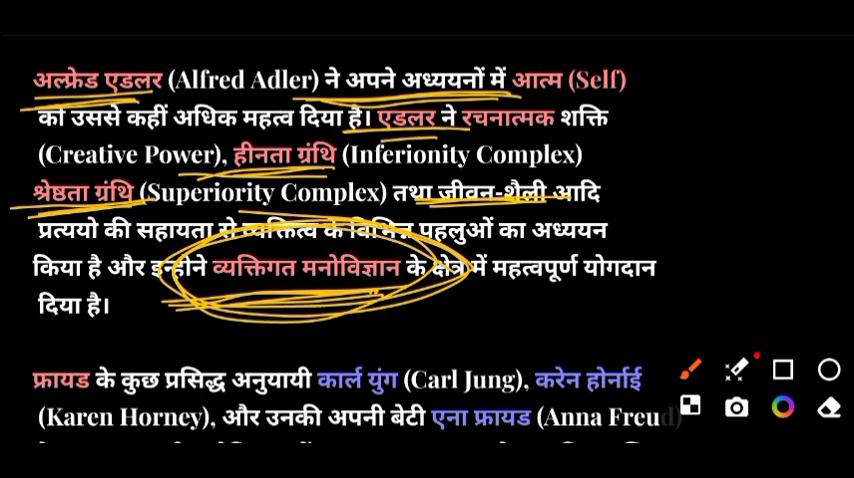 अल्फ्रेड एडलर (Alfred Adler) ने अपने अध्ययनों में आत्म (Self)
को उससे कहीं अधिक महत्व दिया है। एडलर ने रचनात्मक शक्ति
(Creative Power), हीनता ग्रंथि (Inferionity Complex)
श्रेष्ठता ग्रंथि (Superiority Complex) तथा जीवन-शैली आदि
प्रत्ययो की सहायता से व्यक्तित्व के विभिन्न पहलुओं का अध्ययन
किया है और इन्होने व्यक्तिगत मनोविज्ञान के क्षेत्र में महत्वपूर्ण योगदान
दिया है।
फ्रायड के कुछ प्रसिद्ध अनुयायी कार्ल युंग (Carl Jung), करेन होर्नाई
(Karen Horney), और उनकी अपनी बेटी एना फ्रायड (Anna Freud)